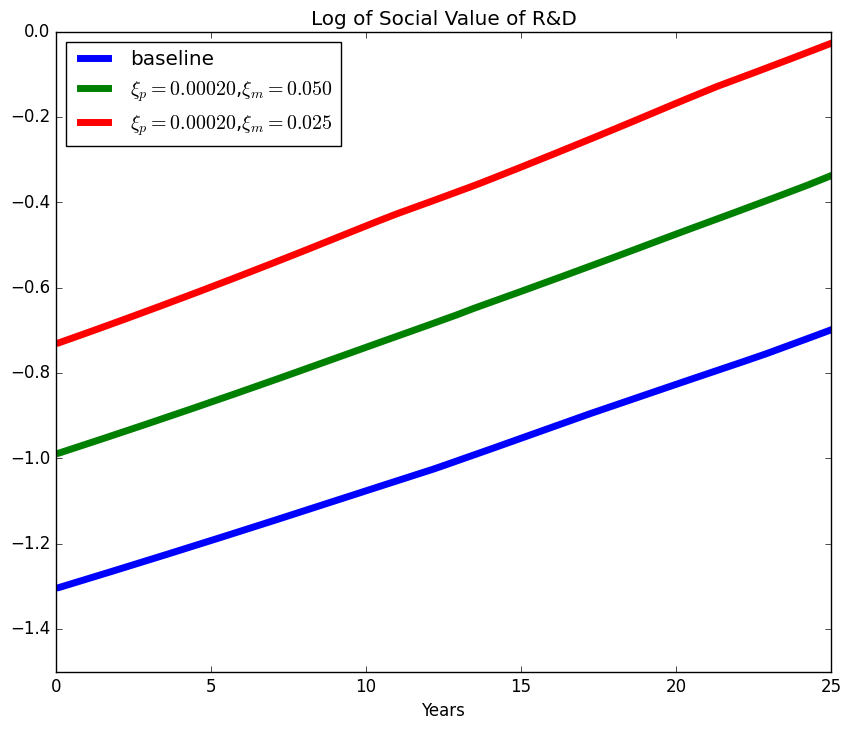 Log of Social Value of R&D
baseline
ξp = 0.00020,ξm = 0.050
ξp = 0.00020,ξm = 0.025
0.0
−0.2
−0.4
−0.6
−0.8
−1.0
−1.2
−1.4
0 5 10 15 20 25
Years